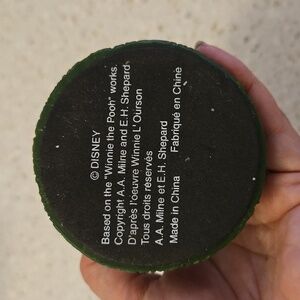 © DISNEY
Based on the "Winnie the Pooh" works.
Copyright A.A. Milne and E.H. Shepard
D'après l'oeuvre Winnie L'Ourson
Tous droits réservés
A.A. Milne et E.H. Shepard
Made in China Fabriqué en Chine